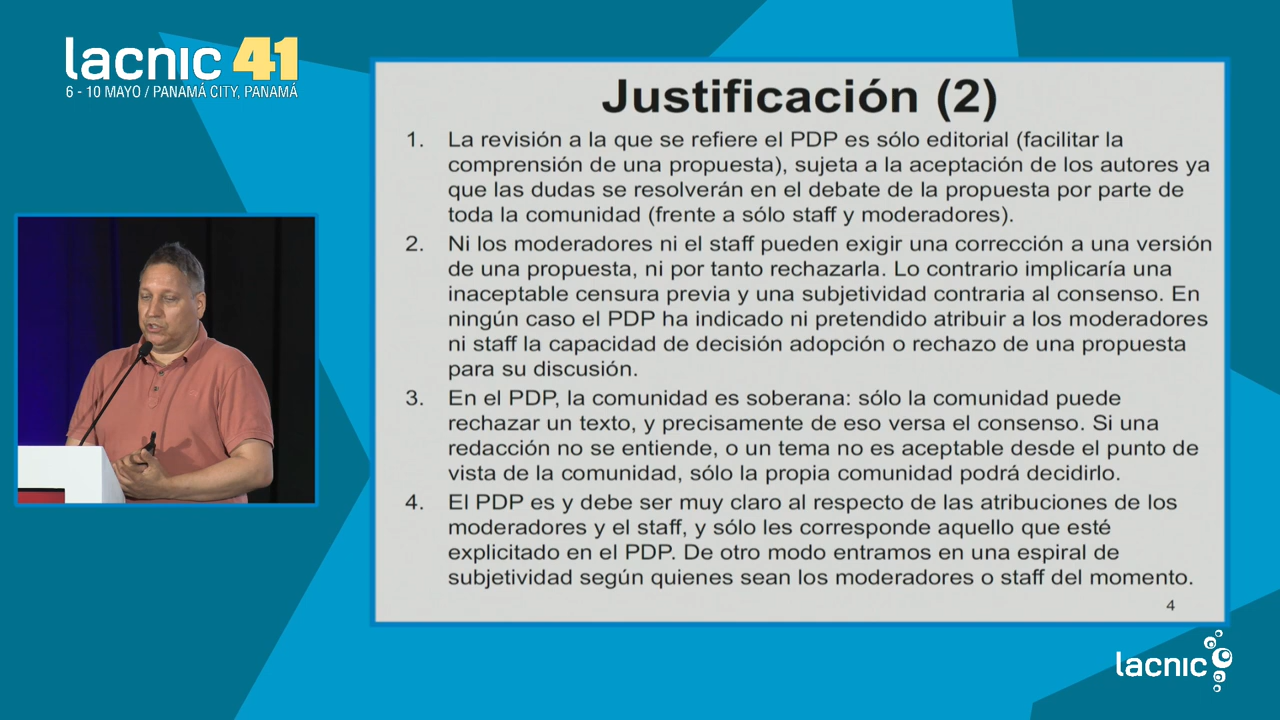 lacnic 41
6 - 10 MAYO / PANAMÁ CITY, PANAMÁ
Justificación (2)
1. La revisión a la que se refiere el PDP es sólo editorial (facilitar la
comprensión de una propuesta), sujeta a la aceptación de los autores ya
que las dudas se resolverán en el debate de la propuesta por parte de
toda la comunidad (frente a sólo staff y moderadores).
2. Ni los moderadores ni el staff pueden exigir una corrección a una versión
de una propuesta, ni por tanto rechazarla. Lo contrario implicaría una
inaceptable censura previa y una subjetividad contraria al consenso. En
ningún caso el PDP ha indicado ni pretendido atribuir a los moderadores
ni staff la capacidad de decisión adopción o rechazo de una propuesta
para su discusión.
3. En el PDP, la comunidad es soberana: sólo la comunidad puede
rechazar un texto, y precisamente de eso versa el consenso. Si una
redacción no se entiende, o un tema no es aceptable desde el punto de
vista de la comunidad, sólo la propia comunidad podrá decidirlo.
4. El PDP es y debe ser muy claro al respecto de las atribuciones de los
moderadores y el staff, y sólo les corresponde aquello que esté
explicitado en el PDP. De otro modo entramos en una espiral de
subjetividad según quienes sean los moderadores o staff del momento.
4
lacnic